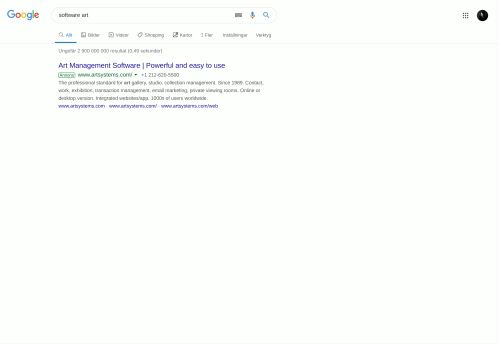 Google
software art
Alla Bilder Videor Shopping Kartor Fler Inställningar Verktyg
Ungefär 2 900 000 000 resultat (0,49 sekunder)
Art Management Software | Powerful and easy to use
Annons www.artsystems.com/ +1 212-620-5500
The professional standard for art gallery, studio, collection management. Since 1989. Contact,
work, exhibition, transaction management, email marketing, private viewing rooms. Online or
desktop version. Integrated websites/app. 1000s of users worldwide.
www.artsystems.com · www.artsystems.com/ · www.artsystems.com/web